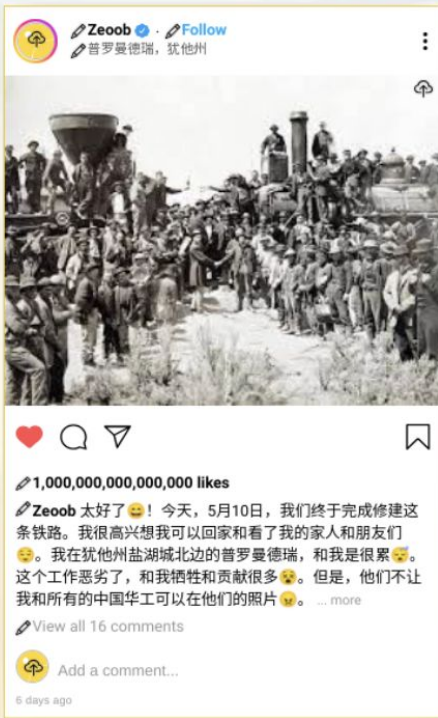 Zeoob · Follow
普罗曼德瑞，犹他州
1,000,000,000,000,000 likes
Zeoob 太好了😄！今天，5月10日，我们终于完成修建这
条铁路。我很高兴想我可以回家和看了我的家人和朋友们
😌。我在犹他州盐湖城北边的普罗曼德瑞，和我是很累😴。
这个工作恶劣了，和我牺牲和贡献很多😵。但是，他们不让
我和所有的中国华工可以在他们的照片😠。 ... more
View all 16 comments
Add a comment...
6 days ago